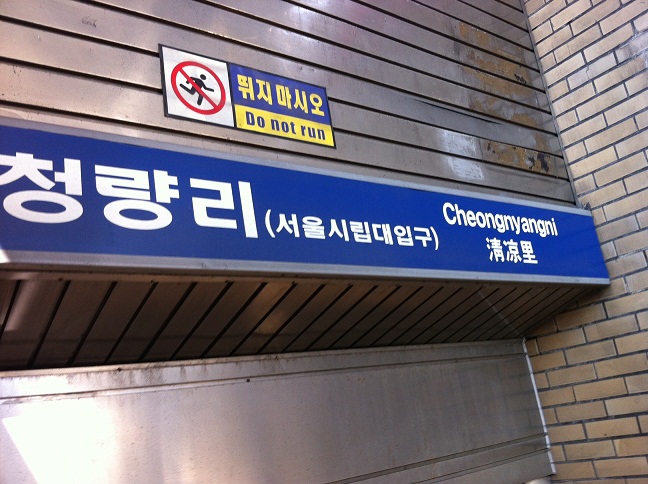 뛰지 마시오
Do not run
청량리(서울시립대입구)
Cheongnyangni
淸凉里